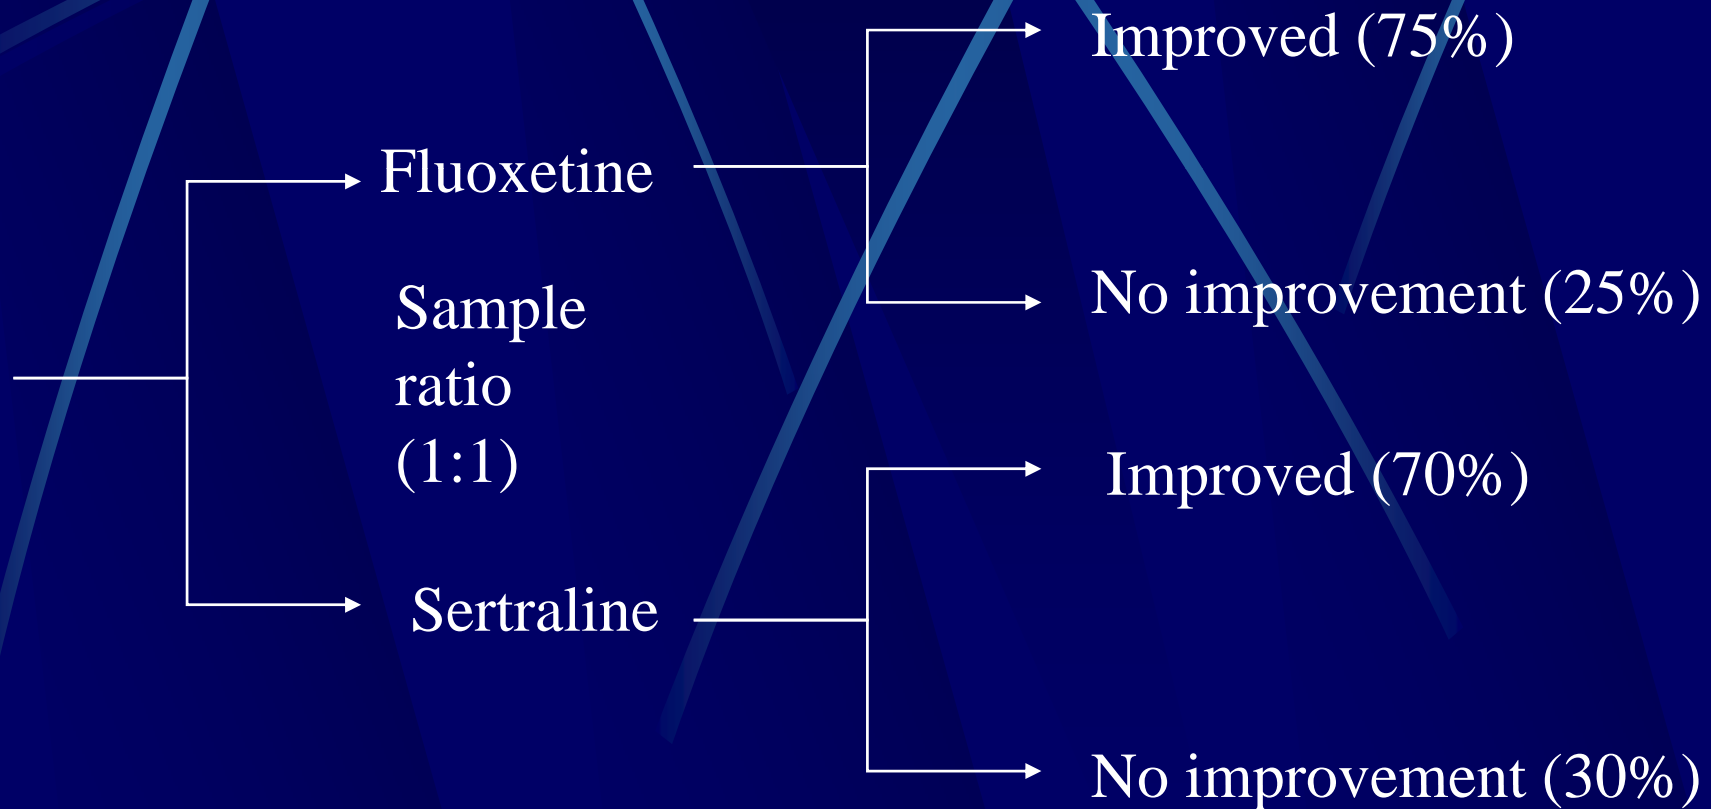 Improved (75%)
Fluoxetine
No improvement (25%)
Sample
ratio
(1:1)
Improved (70%)
Sertraline
No improvement (30%)